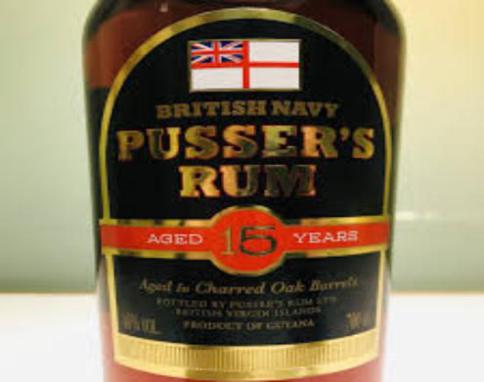 BRITISH NAVY
PUSSER'S
RUM
AGED 15 YEARS
Aged In Charred Oak Barrels
BOTTLED BY PUSSER'S RUM LTD.
BRITISH VIRGIN ISLANDS
PRODUCT OF GUYANA